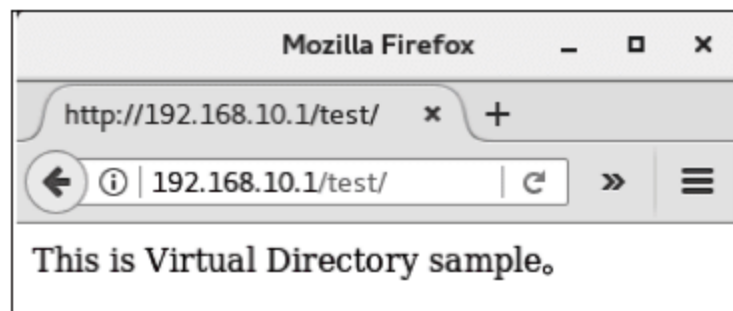 Mozilla Firefox
http://192.168.10.1/test/
192.168.10.1/test/
This is Virtual Directory sample。